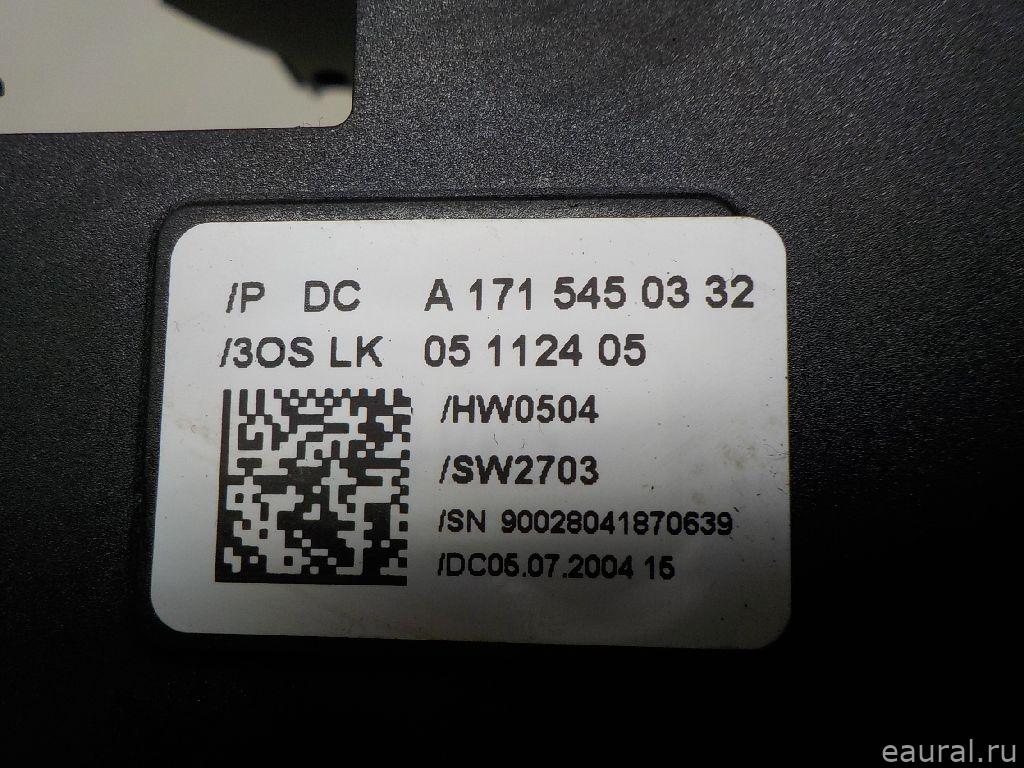 /P DC A 171 545 03 32
/3OS LK 05 1124 05
/HW0504
/SW2703
/SN 90028041870639
/DC05.07.2004 15
eaural.ru